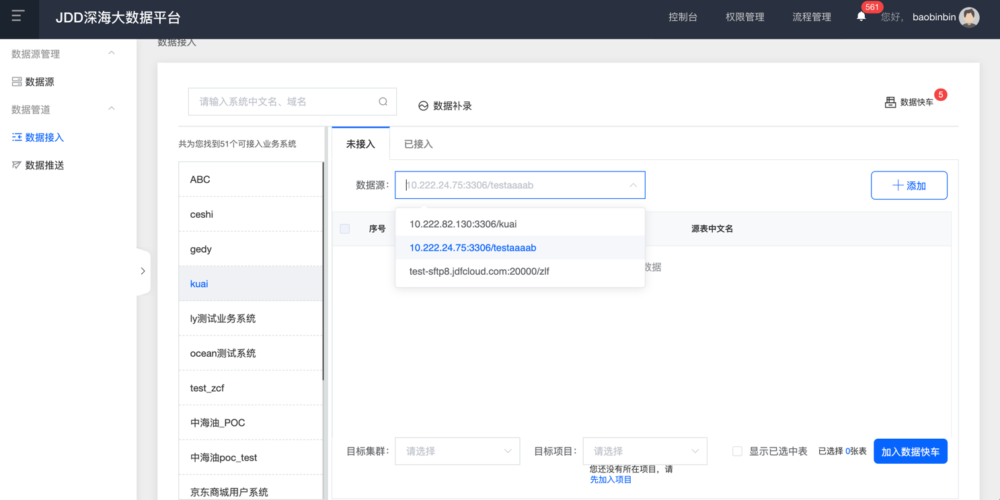 JDD深海大数据平台
控制台
权限管理
流程管理
561
您好,
baobinbin
数据源管理
数据源
数据管道
数据接入
数据推送
数据接入
请输入系统中文名、域名
数据补录
数据快车
5
共为您找到51个可接入业务系统
ABC
ceshi
gedy
kuai
ly测试业务系统
ocean测试系统
test_zcf
中海油_POC
中海油poc_test
京东商城用户系统
未接入
已接入
数据源:
10.222.24.75:3306/testaaaab
添加
10.222.82.130:3306/kuai
10.222.24.75:3306/testaaaab
test-sftp8.jdfcloud.com:20000/zlf
序号
源表中文名
数据
目标集群:
请选择
目标项目:
请选择
您还没有所在项目，请
先加入项目
显示已选中表
已选择 0张表
加入数据快车